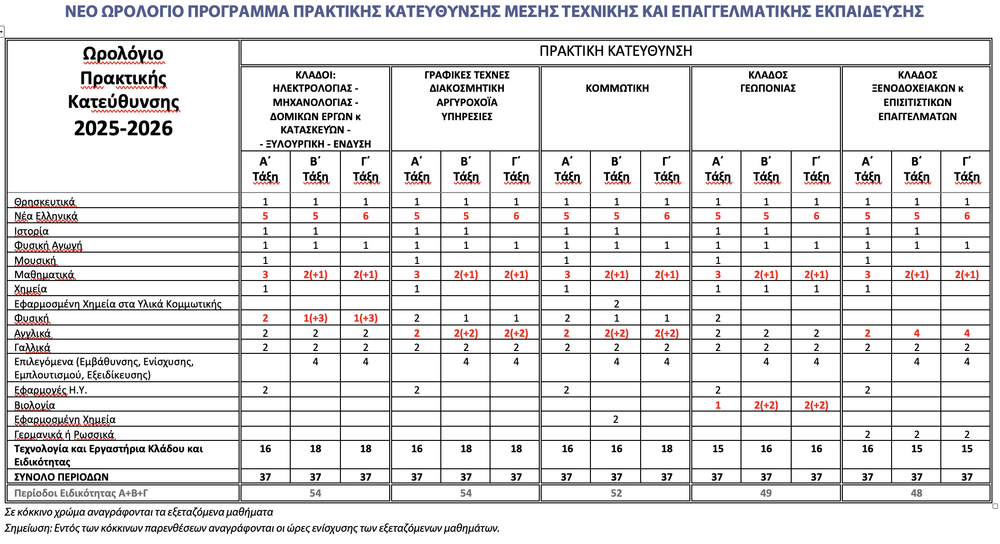 ΝΕΟ ΩΡΟΛΟΓΙΟ ΠΡΟΓΡΑΜΜΑ ΠΡΑΚΤΙΚΗΣ ΚΑΤΕΥΘΥΝΣΗΣ ΜΕΣΗΣ ΤΕΧΝΙΚΗΣ ΚΑΙ ΕΠΑΓΓΕΛΜΑΤΙΚΗΣ ΕΚΠΑΙΔΕΥΣΗΣ
Ωρολόγιο
Πρακτικής
Κατεύθυνσης
2025-2026
ΠΡΑΚΤΙΚΗ ΚΑΤΕΥΘΥΝΣΗ
ΚΛΑΔΟΙ:
ΗΛΕΚΤΡΟΛΟΓΙΑΣ -
ΜΗΧΑΝΟΛΟΓΙΑΣ -
ΔΟΜΙΚΩΝ ΕΡΓΩΝ κ
ΚΑΤΑΣΚΕΥΏΝ -
- ΞΥΛΟΥΡΓΙΚΗ - ΕΝΔΥΣΗ
ΓΡΑΦΙΚΕΣ ΤΕΧΝΕΣ
ΔΙΑΚΟΣΜΗΤΙΚΗ
ΑΡΓΥΡΟΧΟΪΑ
ΥΠΗΡΕΣΙΕΣ
ΚΟΜΜΩΤΙΚΗ
ΚΛΑΔΟΣ
ΓΕΩΠΟΝΙΑΣ
ΚΛΑΔΟΣ
ΞΕΝΟΔΟΧΕΙΑΚΩΝ κ
ΕΠΙΣΙΤΙΣΤΙΚΩΝ
ΕΠΑΓΓΕΛΜΑΤΩΝ
Α΄ Β΄ Γ΄ Α΄ Β΄ Γ΄ Α΄ Β΄ Γ΄ Α΄ Β΄ Γ΄ Α΄ Β΄ Γ΄
Τάξη Τάξη Τάξη Τάξη Τάξη Τάξη Τάξη Τάξη Τάξη Τάξη Τάξη Τάξη Τάξη Τάξη Τάξη
Θρησκευτικά 1 1 1 1 1 1 1 1 1 1 1 1 1 1 1
Νέα Ελληνικά 5 5 6 5 5 6 5 5 6 5 5 6 5 5 6
Ιστορία 1 1 1 1 1 1 1 1 1 1
Φυσική Αγωγή 1 1 1 1 1 1 1 1 1 1 1 1 1 1 1
Μουσική 1 1 1 1 1
Μαθηματικά 3 2(+1) 2(+1) 3 2(+1) 2(+1) 3 2(+1) 2(+1) 3 2(+1) 2(+1) 3 2(+1) 2(+1)
Χημεία 1 1 1 1 1 1 1
Εφαρμοσμένη Χημεία στα Υλικά Κομμωτικής 2
Φυσική 2 1(+3) 1(+3) 2 1 1 2 1 1 2
Αγγλικά 2 2 2 2 2(+2) 2(+2) 2 2(+2) 2(+2) 2 2 2 2 4 4
Γαλλικά 2 2 2 2 2 2 2 2 2 2 2 2 2 2 2
Επιλεγόμενα (Εμβάθυνσης, Ενίσχυσης, 4 4 4 4 4 4 4 4 4 4
Εμπλουτισμού, Εξειδίκευσης)
Εφαρμογές Η.Υ. 2 2 2 2 2
Βιολογία 1 2(+2) 2(+2)
Εφαρμοσμένη Χημεία 2
Γερμανικά ή Ρωσσικά 2 2 2
Τεχνολογία και Εργαστήρια Κλάδου και 16 18 18 16 18 18 16 16 18 15 16 16 16 15 15
Ειδικότητας
ΣΥΝΟΛΟ ΠΕΡΙΟΔΩΝ 37 37 37 37 37 37 37 37 37 37 37 37 37 37 37
Περίοδοι Ειδικότητας Α+Β+Γ 54 54 52 49 48
Σε κόκκινο χρώμα αναγράφονται τα εξεταζόμενα μαθήματα
Σημείωση: Εντός των κόκκινων παρενθέσεων αναγράφονται οι ώρες ενίσχυσης των εξεταζόμενων μαθημάτων.